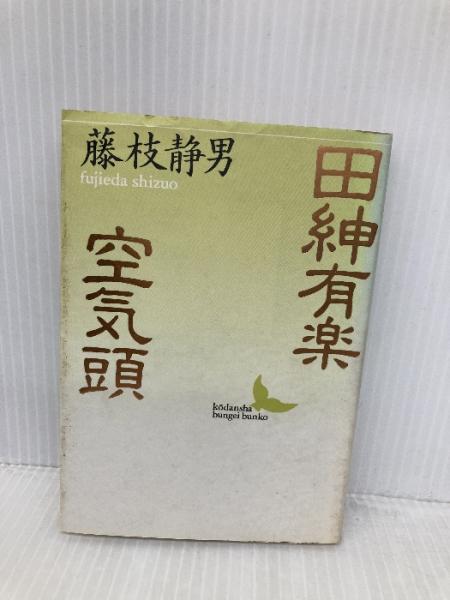 田紳有楽
空気頭
藤枝静男
fujieda shizuo
kōdansha
bungei bunko